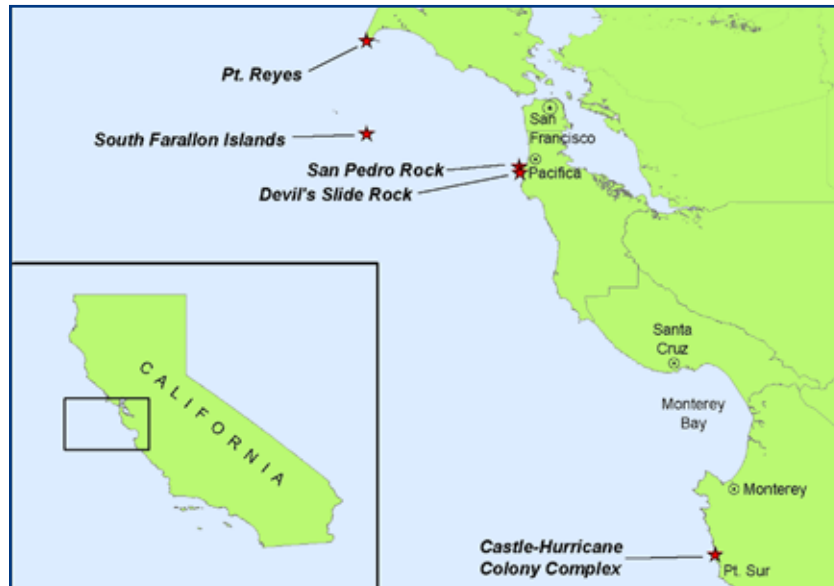 Pt. Reyes
South Farallon Islands
San
Francisco
San Pedro Rock
Pacifica
Devil's Slide Rock
CALIFORNIA
Santa
Cruz
Monterey
Bay
Monterey
Castle-Hurricane
Colony Complex
Pt. Sur